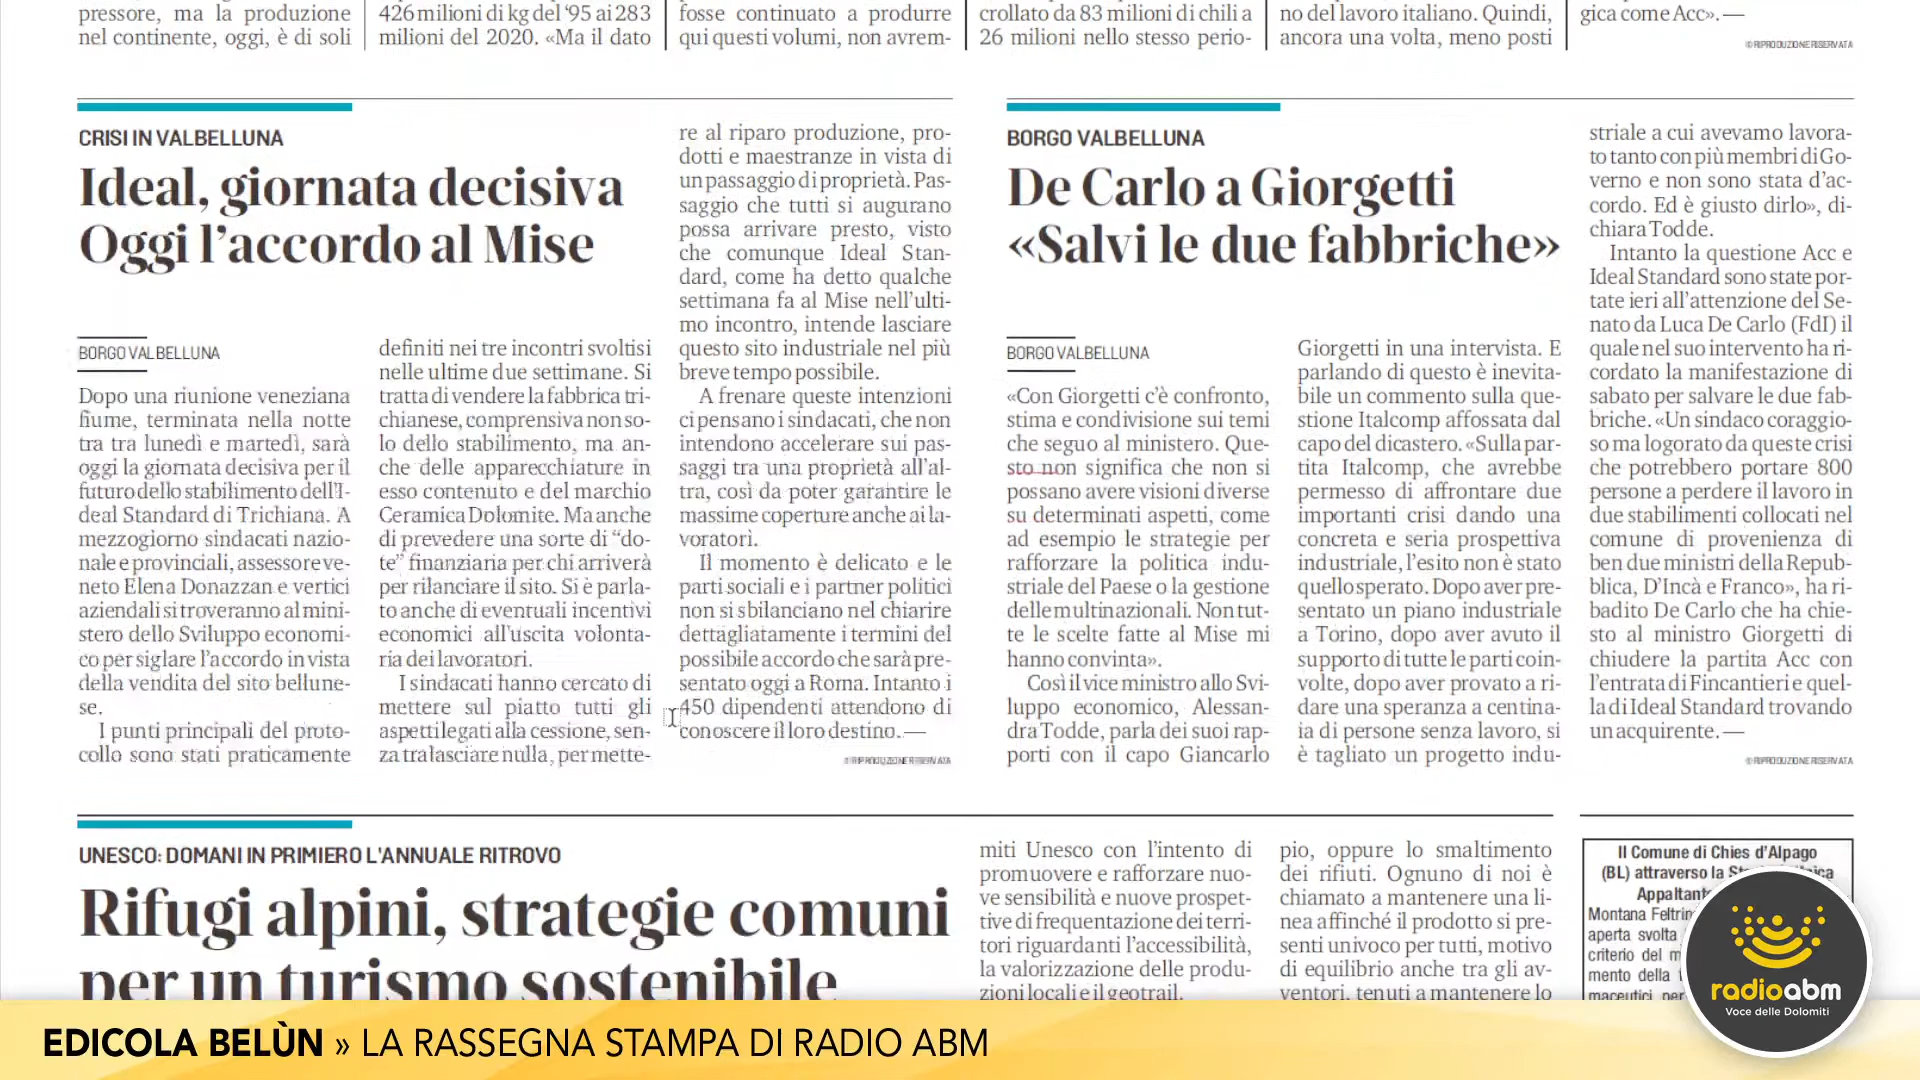 pressore, ma la produzione
nel continente, oggi, è di soli
426 milioni di kg del '95 ai 283
milioni del 2020. «Ma il dato
fosse continuato a produrre
qui questi volumi, non avrem-
crollato da 83 milioni di chili a
26 milioni nello stesso perio-
no del lavoro italiano. Quindi,
ancora una volta, meno posti
gica come Acc». —
© RIPRODUZIONE RISERVATA
CRISI IN VALBELLUNA
Ideal, giornata decisiva
Oggi l'accordo al Mise
BORGO VALBELLUNA
Dopo una riunione veneziana
fiume, terminata nella notte
tra tra lunedì e martedì, sarà
oggi la giornata decisiva per il
futuro dello stabilimento dell'I-
deal Standard di Trichiana. A
mezzogiorno sindacati nazio-
nale e provinciali, assessore ve-
neto Elena Donazzan e vertici
aziendali si troveranno al mini-
stero dello Sviluppo economi-
co per siglare l'accordo in vista
della vendita del sito bellune-
se.
I punti principali del proto-
collo sono stati praticamente
definiti nei tre incontri svoltisi
nelle ultime due settimane. Si
tratta di vendere la fabbrica tri-
chianese, comprensiva non so-
lo dello stabilimento, ma an-
che delle apparecchiature in
esso contenuto e del marchio
Ceramica Dolomite. Ma anche
di prevedere una sorte di “do-
te” finanziaria per chi arriverà
per rilanciare il sito. Si è parla-
to anche di eventuali incentivi
economici all'uscita volonta-
ria dei lavoratori.
I sindacati hanno cercato di
mettere sul piatto tutti gli
aspetti legati alla cessione, sen-
za tralasciare nulla, per mette-
re al riparo produzione, pro-
dotti e maestranze in vista di
un passaggio di proprietà. Pas-
saggio che tutti si augurano
possa arrivare presto, visto
che comunque Ideal Stan-
dard, come ha detto qualche
settimana fa al Mise nell'ulti-
mo incontro, intende lasciare
questo sito industriale nel più
breve tempo possibile.
A frenare queste intenzioni
ci pensano i sindacati, che non
intendono accelerare sui pas-
saggi tra una proprietà all'al-
tra, così da poter garantire le
massime coperture anche ai la-
voratori.
Il momento è delicato e le
parti sociali e i partner politici
non si sbilanciano nel chiarire
dettagliatamente i termini del
possibile accordo che sarà pre-
sentato oggi a Roma. Intanto i
450 dipendenti attendono di
conoscere il loro destino. —
© RIPRODUZIONE RISERVATA
BORGO VALBELLUNA
De Carlo a Giorgetti
«Salvi le due fabbriche»
BORGO VALBELLUNA
«Con Giorgetti c'è confronto,
stima e condivisione sui temi
che seguo al ministero. Que-
sto non significa che non si
possano avere visioni diverse
su determinati aspetti, come
ad esempio le strategie per
rafforzare la politica indu-
striale del Paese o la gestione
delle multinazionali. Non tut-
te le scelte fatte al Mise mi
hanno convinta».
Così il vice ministro allo Svi-
luppo economico, Alessan-
dra Todde, parla dei suoi rap-
porti con il capo Giancarlo
Giorgetti in una intervista. E
parlando di questo è inevita-
bile un commento sulla que-
stione Italcomp affossata dal
capo del dicastero. «Sulla par-
tita Italcomp, che avrebbe
permesso di affrontare due
importanti crisi dando una
concreta e seria prospettiva
industriale, l'esito non è stato
quello sperato. Dopo aver pre-
sentato un piano industriale
a Torino, dopo aver avuto il
supporto di tutte le parti coin-
volte, dopo aver provato a ri-
dare una speranza a centina-
ia di persone senza lavoro, si
è tagliato un progetto indu-
striale a cui avevamo lavora-
to tanto con più membri di Go-
verno e non sono stata d'ac-
cordo. Ed è giusto dirlo», di-
chiara Todde.
Intanto la questione Acc e
Ideal Standard sono state por-
tate ieri all'attenzione del Se-
nato da Luca De Carlo (FdI) il
quale nel suo intervento ha ri-
cordato la manifestazione di
sabato per salvare le due fab-
briche. «Un sindaco coraggio-
so ma logorato da queste crisi
che potrebbero portare 800
persone a perdere il lavoro in
due stabilimenti collocati nel
comune di provenienza di
ben due ministri della Repub-
blica, D'Incà e Franco», ha ri-
badito De Carlo che ha chie-
sto al ministro Giorgetti di
chiudere la partita Acc con
l'entrata di Fincantieri e quel-
la di Ideal Standard trovando
un acquirente. —
© RIPRODUZIONE RISERVATA
UNESCO: DOMANI IN PRIMIERO L'ANNUALE RITROVO
Rifugi alpini, strategie comuni
per un turismo sostenibile
miti Unesco con l'intento di
promuovere e rafforzare nuo-
ve sensibilità e nuove prospet-
tive di frequentazione dei terri-
tori riguardanti l'accessibilità,
la valorizzazione delle produ-
zioni locali e il geotrail.
pio, oppure lo smaltimento
dei rifiuti. Ognuno di noi è
chiamato a mantenere una li-
nea affinché il prodotto si pre-
senti univoco per tutti, motivo
di equilibrio anche tra gli av-
ventori, tenuti a mantenere lo
Il Comune di Chies d'Alpago
(BL) attraverso la
Appaltante
Montana
aperta svolta
criterio del
mento della
maceutici per
radioabm
Voce delle Dolomiti
EDICOLA BELÙN » LA RASSEGNA STAMPA DI RADIO ABM